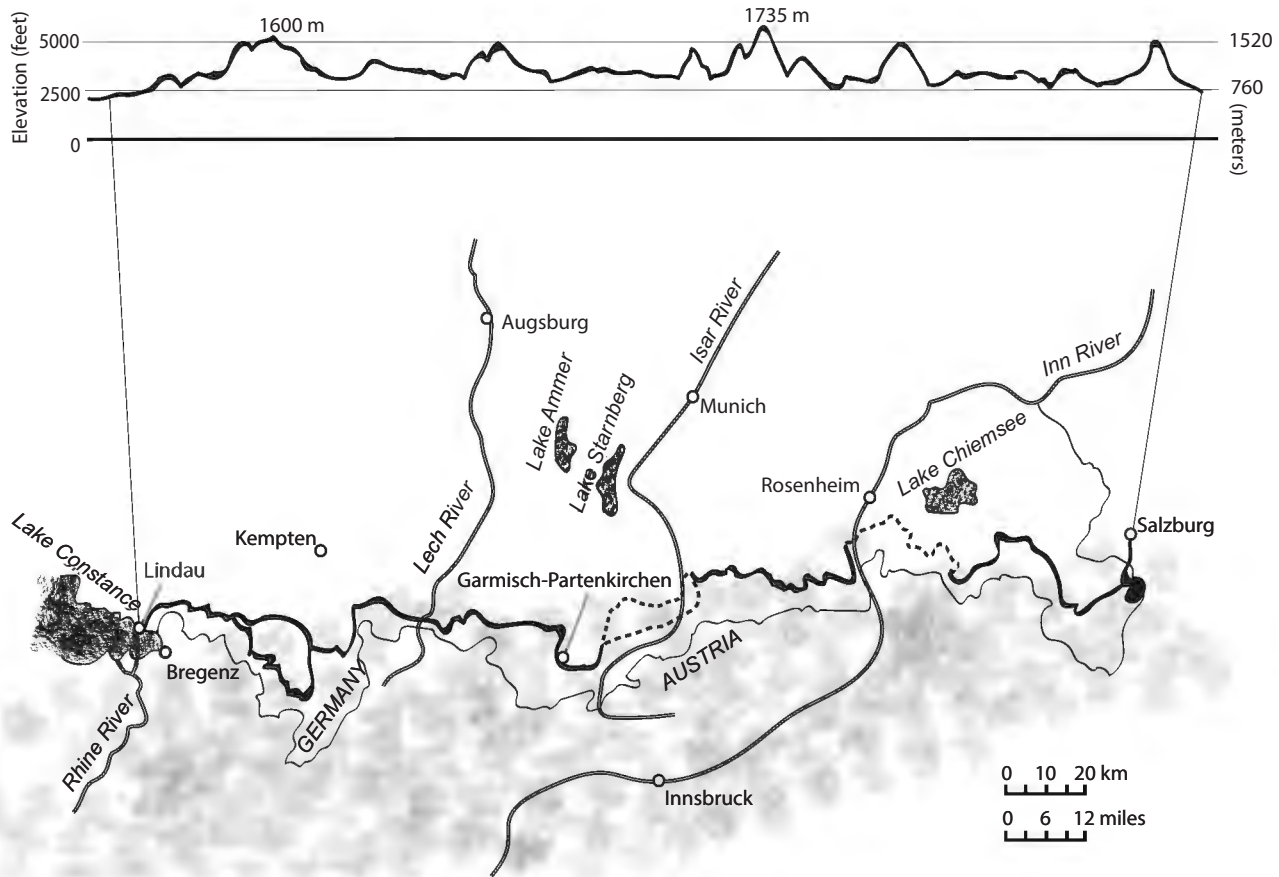 1600 m
1735 m
Elevation (feet)
5000
2500
0
1520
760
(meters)
Augsburg
Isar River
Inn River
Munich
Lake Ammer
Lake Starnberg
Lech River
Rosenheim
Lake Chiemsee
Salzburg
Kempten
Lake Constance
Lindau
Garmisch-Partenkirchen
Bregenz
GERMANY
AUSTRIA
Rhine River
Innsbruck
0 10 20 km
0 6 12 miles